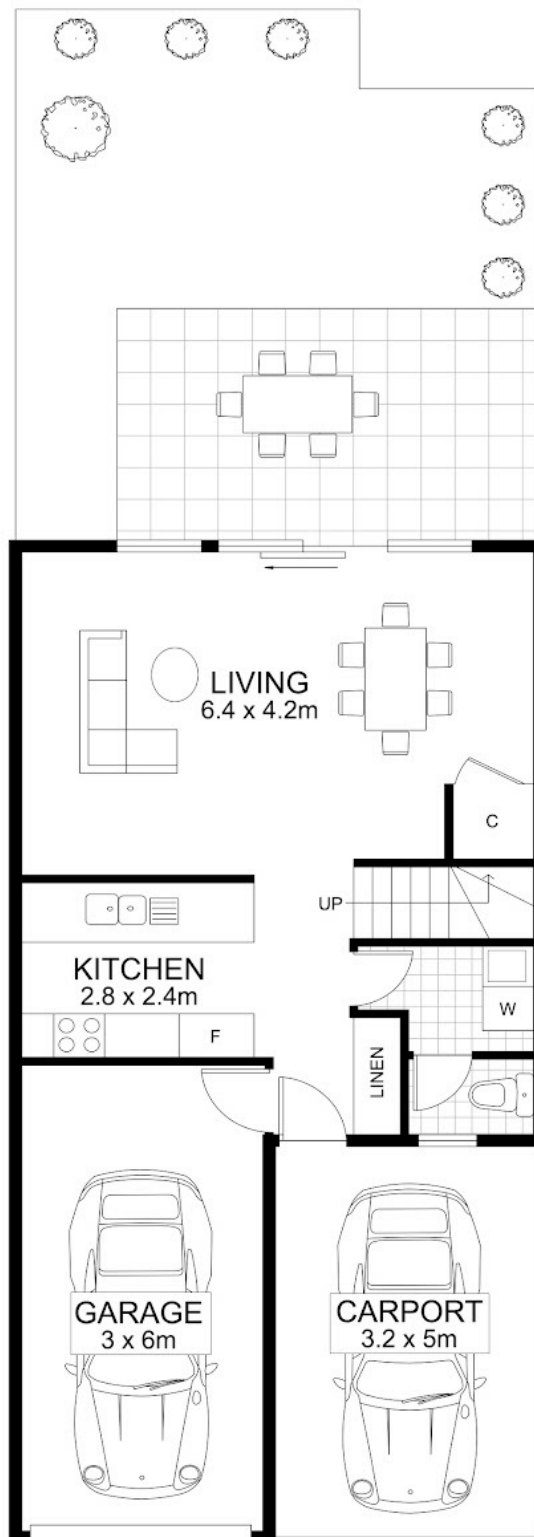 LIVING
6.4 x 4.2m
C
UP
KITCHEN
2.8 x 2.4m
W
F
LINEN
GARAGE
3 x 6m
CARPORT
3.2 x 5m